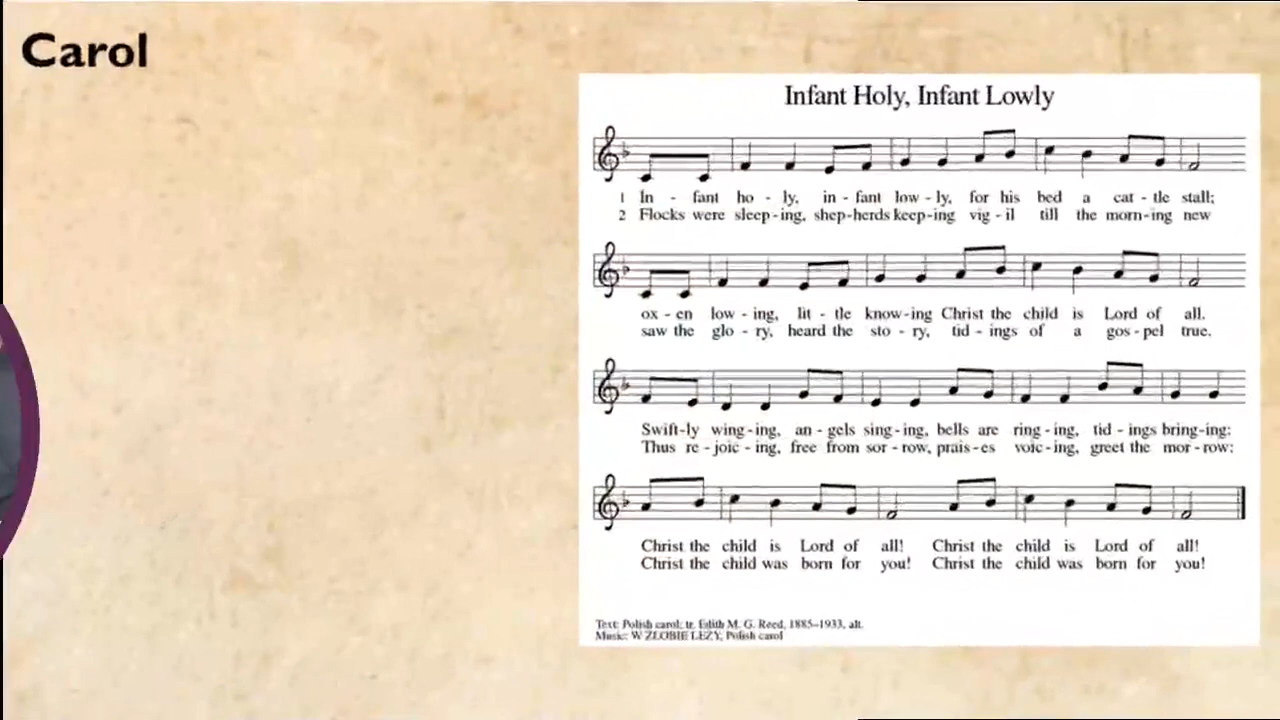 Carol
Infant Holy, Infant Lowly
1 In - fant ho - ly, in - fant low - ly, for his bed a cat - tle stall;
2 Flocks were sleep - ing, shep - herds keep - ing vig - il till the morn - ing new
ox - en low - ing, lit - tle know - ing Christ the child is Lord of all.
saw the glo - ry, heard the sto - ry, tid - ings of a gos - pel true.
Swift - ly wing - ing, an - gels sing - ing, bells are ring - ing, tid - ings bring - ing:
Thus re - joic - ing, free from sor - row, prais - es voic - ing, greet the mor - row:
Christ the child is Lord of all! Christ the child is Lord of all!
Christ the child was born for you! Christ the child was born for you!
Text: Polish carol; tr. Edith M. G. Reed, 1885–1933, alt.
Music: W ZLOBIE LEZY, Polish carol